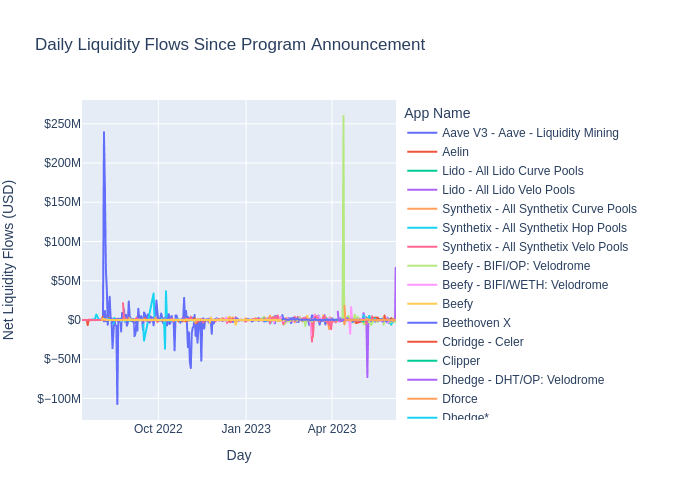 Daily Liquidity Flows Since Program Announcement
App Name
Aave V3 - Aave - Liquidity Mining
Aelin
Lido - All Lido Curve Pools
Lido - All Lido Velo Pools
Synthetix - All Synthetix Curve Pools
Synthetix - All Synthetix Hop Pools
Synthetix - All Synthetix Velo Pools
Beefy - BIFI/OP: Velodrome
Beefy - BIFI/WETH: Velodrome
Beefy
Beethoven X
Cbridge - Celer
Clipper
Dhedge - DHT/OP: Velodrome
Dforce
Dhedge*
$250M
$200M
$150M
$100M
$50M
$0
$−50M
$−100M
Net Liquidity Flows (USD)
Oct 2022
Jan 2023
Apr 2023
Day